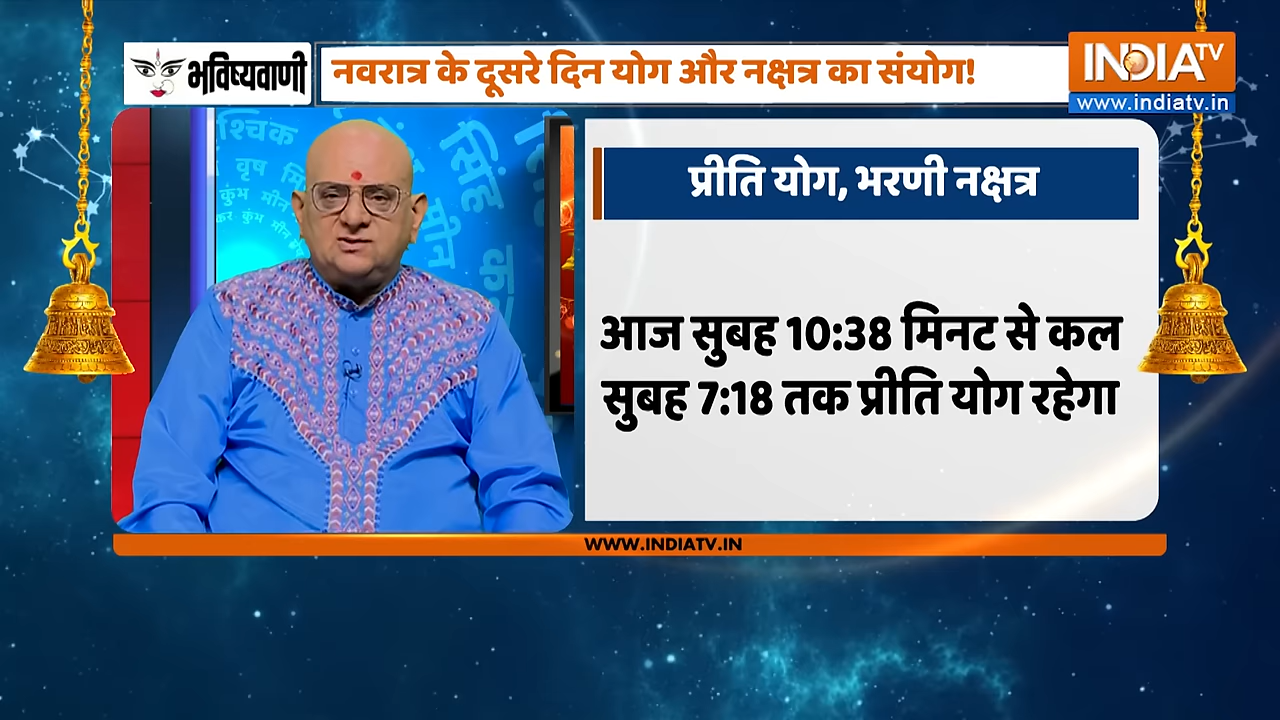 भविष्यवाणी
नवरात्र के दूसरे दिन योग और नक्षत्र का संयोग!
INDIA TV
www.indiatv.in
प्रीति योग, भरणी नक्षत्र
आज सुबह 10:38 मिनट से कल
सुबह 7:18 तक प्रीति योग रहेगा
श्चिक
वृष
सिंह
कुंभ मीन
कर कुंभ मीन
मीन
WWW.INDIATV.IN